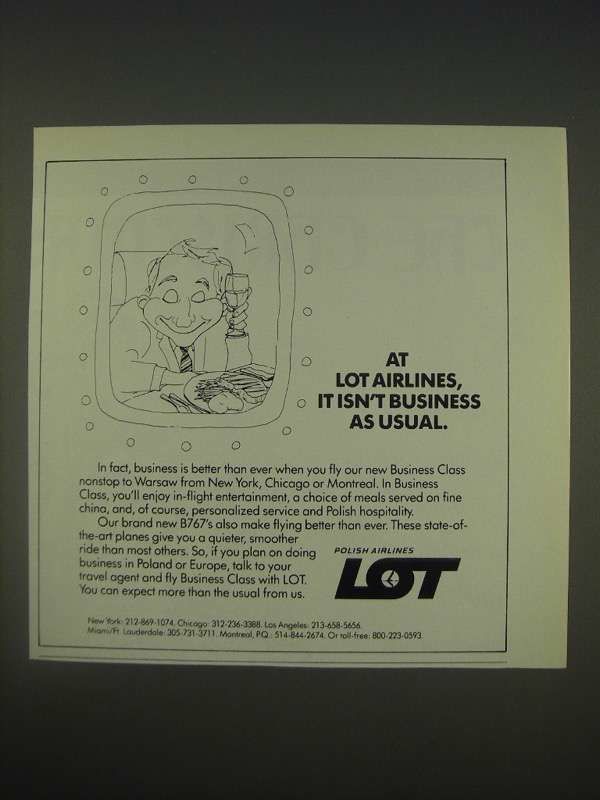 AT
LOT AIRLINES,
IT ISN'T BUSINESS
AS USUAL.
In fact, business is better than ever when you fly our new Business Class
nonstop to Warsaw from New York, Chicago or Montreal. In Business
Class, you'll enjoy in-flight entertainment, a choice of meals served on fine
china, and, of course, personalized service and Polish hospitality.
Our brand new B767's also make flying better than ever. These state-of-
the-art planes give you a quieter, smoother
ride than most others. So, if you plan on doing
business in Poland or Europe, talk to your
travel agent and fly Business Class with LOT.
You can expect more than the usual from us.
POLISH AIRLINES
LOT
New York: 212-869-1074, Chicago: 312-236-3388. Los Angeles: 213-658-5656.
Miami/Ft. Lauderdale: 305-731-3711. Montreal, P.Q.: 514-844-2674. Or toll-free: 800-223-0593